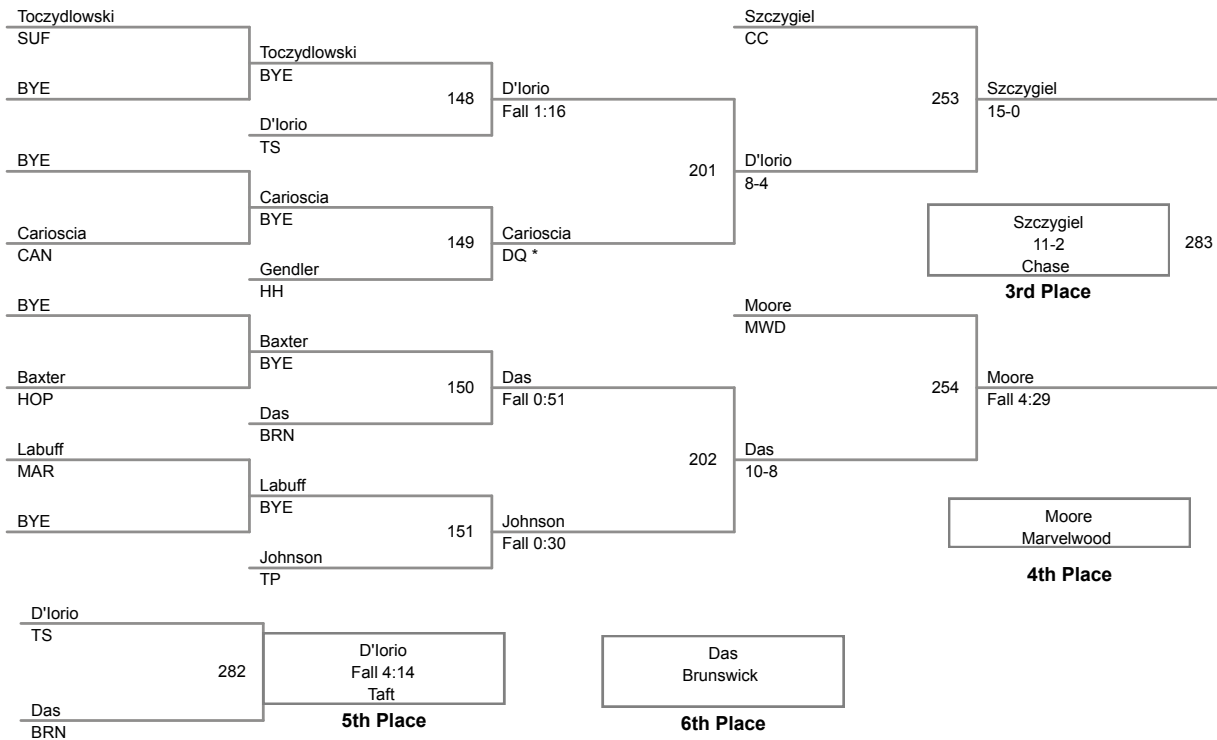 Toczydlowski
SUF
BYE
BYE
Carioscia
CAN
BYE
Baxter
HOP
Labuff
MAR
BYE
Toczydlowski
BYE
148
D'Iorio
TS
Carioscia
BYE
149
Gendler
HH
Baxter
BYE
150
Das
BRN
Labuff
BYE
151
Johnson
TP
D'Iorio
Fall 1:16
201
Carioscia
DQ *
Das
Fall 0:51
202
Johnson
Fall 0:30
Szczygiel
CC
253
D'Iorio
8-4
Moore
MWD
254
Das
10-8
Szczygiel
15-0
Szczygiel
11-2
Chase
283
3rd Place
Moore
Fall 4:29
Moore
Marvelwood
4th Place
D'Iorio
TS
282
Das
BRN
D'Iorio
Fall 4:14
Taft
5th Place
Das
Brunswick
6th Place